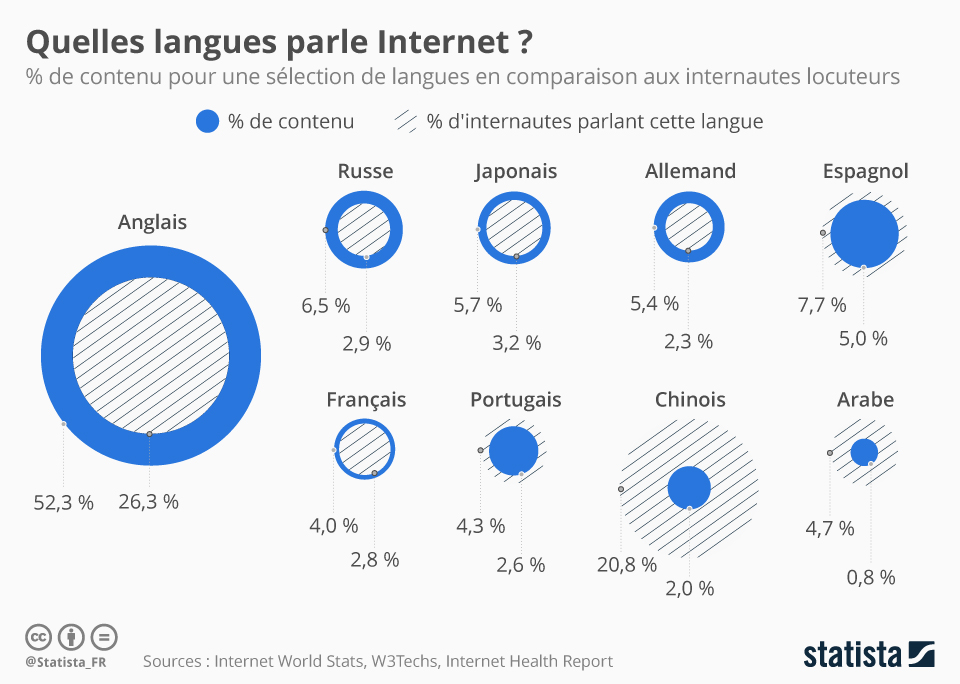 Quelles langues parle Internet ?
% de contenu pour une sélection de langues en comparaison aux internautes locuteurs
% de contenu
% d'internautes parlant cette langue
Anglais
52,3 %
26,3 %
Russe
6,5 %
2,9 %
Japonais
5,7 %
3,2 %
Allemand
5,4 %
2,3 %
Espagnol
7,7 %
5,0 %
Français
4,0 %
2,8 %
Portugais
4,3 %
2,6 %
Chinois
20,8 %
2,0 %
Arabe
4,7 %
0,8 %
cc
@Statista_FR
Sources : Internet World Stats, W3Techs, Internet Health Report
statista